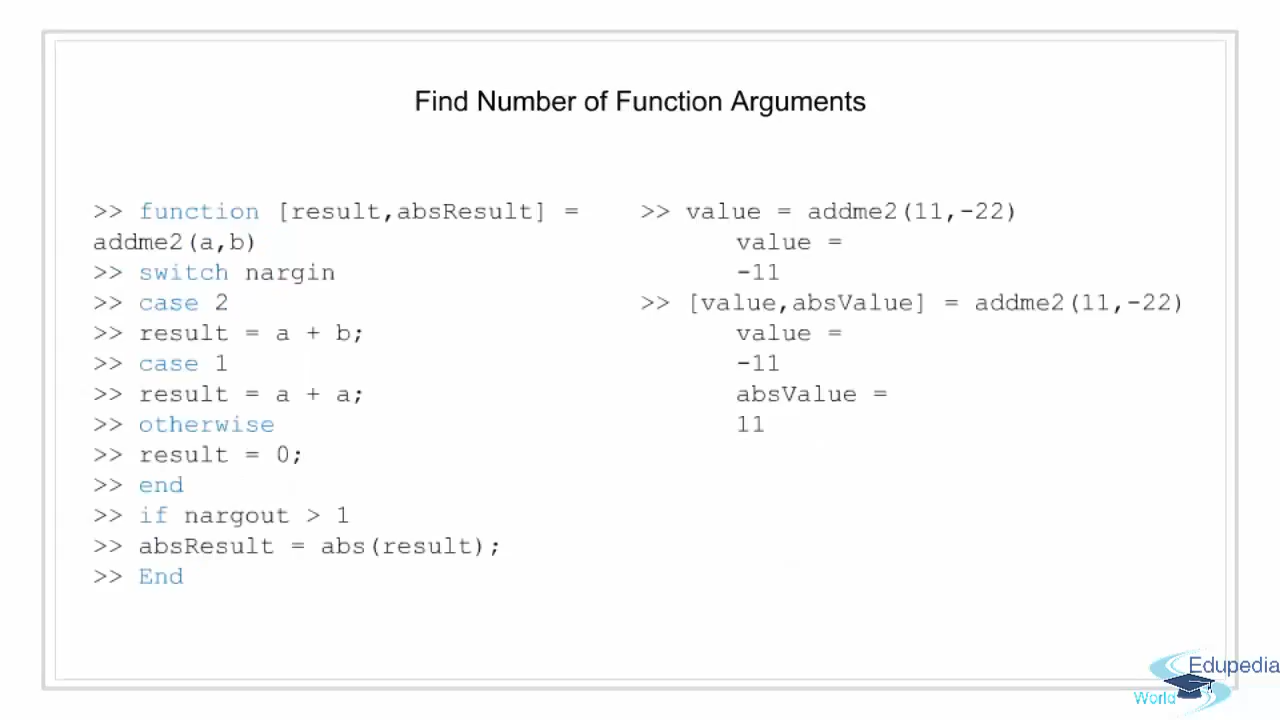 Find Number of Function Arguments
>> function [result,absResult] =
addme2(a,b)
>> switch nargin
>> case 2
>> result = a + b;
>> case 1
>> result = a + a;
>> otherwise
>> result = 0;
>> end
>> if nargout > 1
>> absResult = abs(result);
>> End
>> value = addme2(11,-22)
value =
-11
>> [value,absValue] = addme2(11,-22)
value =
-11
absValue =
11
Edupedia
World